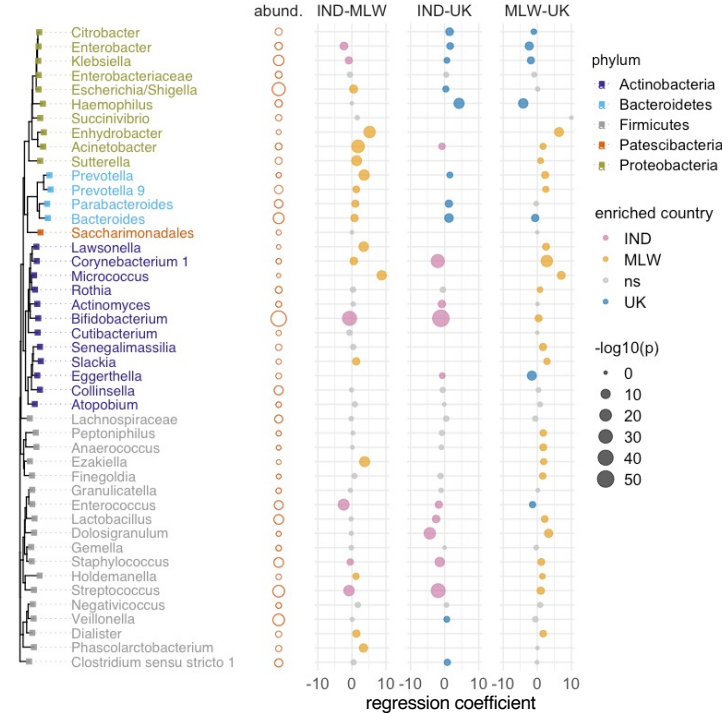 abund. IND-MLW IND-UK MLW-UK
Citrobacter
Enterobacter
Klebsiella
Enterobacteriaceae
Escherichia/Shigella
Haemophilus
Succinivibrio
Enhydrobacter
Acinetobacter
Sutterella
Prevotella
Prevotella 9
Parabacteroides
Bacteroides
Saccharimonadales
Lawsonella
Corynebacterium 1
Micrococcus
Rothia
Actinomyces
Bifidobacterium
Cutibacterium
Senegalimassilia
Slackia
Eggerthella
Collinsella
Atopobium
Lachnospiraceae
Peptoniphilus
Anaerococcus
Ezakiella
Finegoldia
Granulicatella
Enterococcus
Lactobacillus
Dolosigranulum
Gemella
Staphylococcus
Holdemanella
Streptococcus
Negativicoccus
Veillonella
Dialister
Phascolarctobacterium
Clostridium sensu stricto 1
-10 0 10 -10 0 10 -10 0 10
regression coefficient
phylum
Actinobacteria
Bacteroidetes
Firmicutes
Patescibacteria
Proteobacteria
enriched country
IND
MLW
ns
UK
-log10(p)
0
10
20
30
40
50